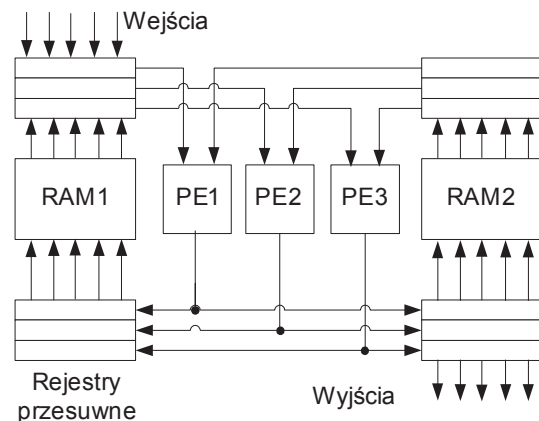 Wejścia
RAM1
PE1
PE2
PE3
RAM2
Rejestry
przesuwne
Wyjścia